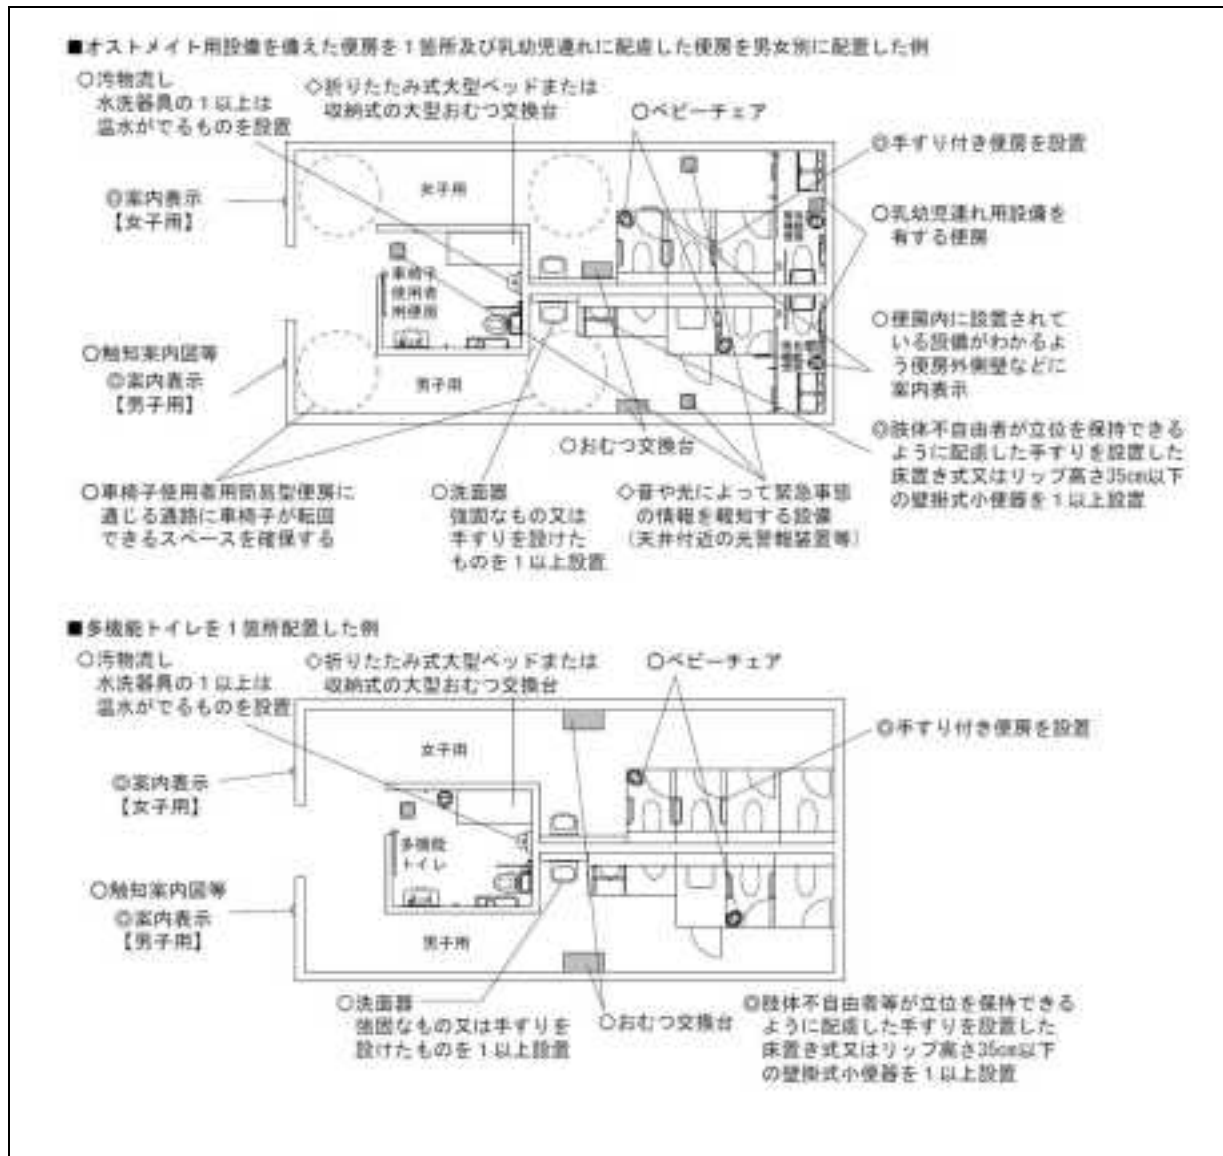 ■オストメイト用設備を備えた便房を1箇所及び乳幼児連れに配慮した便房を男女別に配置した例
○汚物流し
水洗器具の1以上は
温水がでるものを設置
◇折りたたみ式大型ベッドまたは
収納式の大型おむつ交換台
○ベビーチェア
◎手すり付き便房を設置
◎案内表示
【女子用】
女子用
○乳幼児連れ用設備を
有する便房
車椅子
使用者
用便房
○便房内に設置されて
いる設備がわかるよ
う便房外側壁などに
案内表示
○触知案内図等
◎案内表示
【男子用】
男子用
○おむつ交換台
◎肢体不自由者が立位を保持できる
ように配慮した手すりを設置した
床置き式又はリップ高さ35cm以下
の壁掛式小便器を1以上設置
○車椅子使用者用簡易型便房に
通じる通路に車椅子が転回
できるスペースを確保する
○洗面器
強固なもの又は
手すりを設けた
ものを1以上設置
◇音や光によって緊急事態
の情報を報知する設備
(天井付近の光警報装置等)
■多機能トイレを1箇所配置した例
○汚物流し
水洗器具の1以上は
温水がでるものを設置
◇折りたたみ式大型ベッドまたは
収納式の大型おむつ交換台
○ベビーチェア
◎手すり付き便房を設置
女子用
◎案内表示
【女子用】
多機能
トイレ
○触知案内図等
◎案内表示
【男子用】
男子用
○洗面器
強固なもの又は手すりを
設けたものを1以上設置
○おむつ交換台
◎肢体不自由者等が立位を保持できる
ように配慮した手すりを設置した
床置き式又はリップ高さ35cm以下
の壁掛式小便器を1以上設置